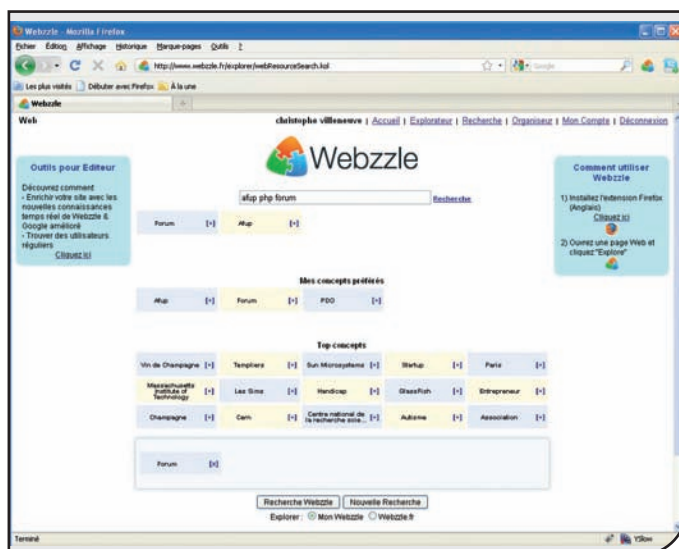 Webzzle - Mozilla Firefox
Fichier Édition Affichage Historique Marque-pages Outils ?
http://www.webzzle.fr/explorer/webResourceSearch.kol
Google
Les plus visités Débuter avec Firefox À la une
Webzzle
Web
christophe villeneuve | Accueil | Explorateur | Recherche | Organiseur | Mon Compte | Déconnexion
Webzzle
Outils pour Editeur
Découvrez comment
- Enrichir votre site avec les
nouvelles connaissances
temps réel de Webzzle &
Google amélioré
- Trouver des utilisateurs
réguliers
Cliquez ici
afup php forum Recherche
Forum [+] Afup [+]
Comment utiliser
Webzzle
1) Installez l'extension Firefox
(Anglais)
Cliquez ici
2) Ouvrez une page Web et
cliquez "Explore"
Mes concepts préférés
Afup [+] Forum [+] PDO [+]
Top concepts
Vin de Champagne [+] Templiers [+] Sun Microsystems [+] Startup [+] Paris [+]
Massachusetts
Institute of
Technology [+] Les Sims [+] Handicap [+] GlassFish [+] Entrepreneur [+]
Champagne [+] Cern [+] Centre national de
la recherche scie... [+] Autisme [+] Association [+]
Forum [x]
Recherche Webzzle Nouvelle Recherche
Explorer : Mon Webzzle Webzzle.fr
Terminé YSlow